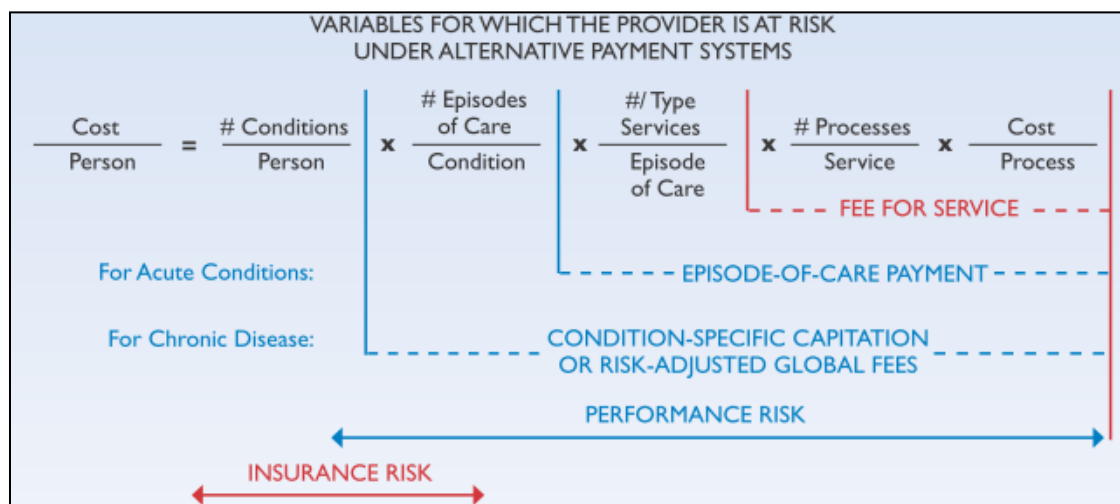 VARIABLES FOR WHICH THE PROVIDER IS AT RISK
UNDER ALTERNATIVE PAYMENT SYSTEMS
Cost
Person
=
# Conditions
Person
x
# Episodes
of Care
Condition
x
#/ Type
Services
Episode
of Care
x
# Processes
Service
x
Cost
Process
FEE FOR SERVICE
For Acute Conditions:
EPISODE-OF-CARE PAYMENT
For Chronic Disease:
CONDITION-SPECIFIC CAPITATION
OR RISK-ADJUSTED GLOBAL FEES
PERFORMANCE RISK
INSURANCE RISK